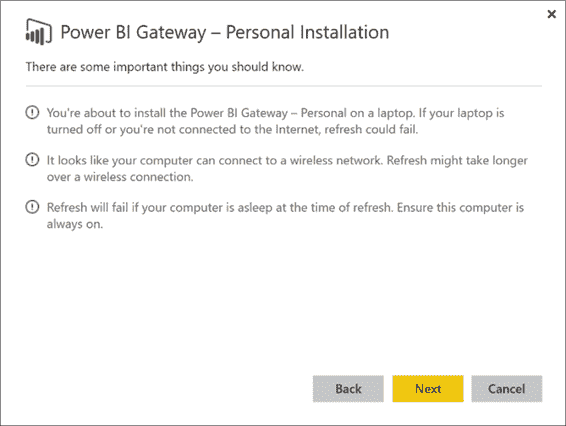 Power BI Gateway – Personal Installation
There are some important things you should know.
You're about to install the Power BI Gateway – Personal on a laptop. If your laptop is
turned off or you're not connected to the Internet, refresh could fail.
It looks like your computer can connect to a wireless network. Refresh might take longer
over a wireless connection.
Refresh will fail if your computer is asleep at the time of refresh. Ensure this computer is
always on.
Back Next Cancel